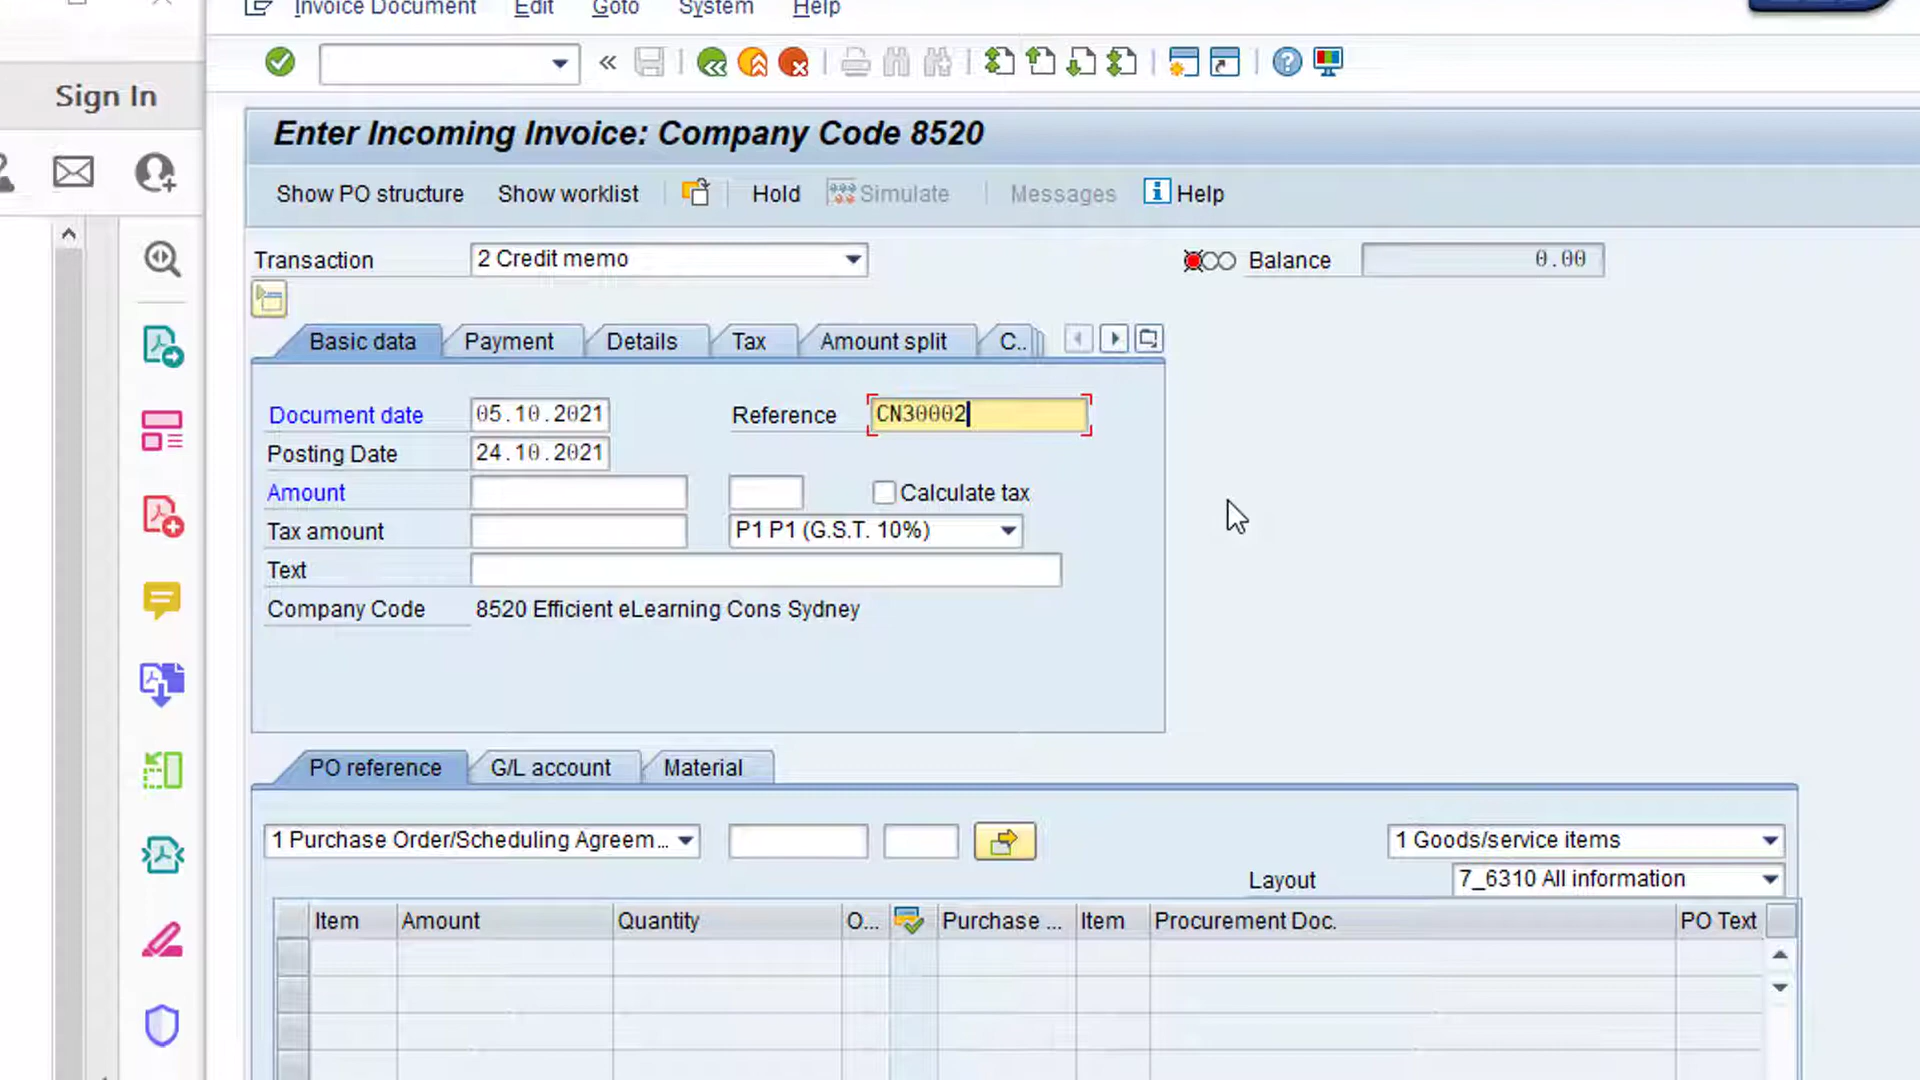 Invoice Document Edit Goto System Help
Sign In
Enter Incoming Invoice: Company Code 8520
Show PO structure Show worklist Hold Simulate Messages Help
Transaction 2 Credit memo Balance 0.00
Basic data Payment Details Tax Amount split C..
Document date 05.10.2021 Reference CN30002
Posting Date 24.10.2021
Amount Calculate tax
Tax amount P1 P1 (G.S.T. 10%)
Text
Company Code 8520 Efficient eLearning Cons Sydney
PO reference G/L account Material
1 Purchase Order/Scheduling Agreem... 1 Goods/service items
Layout 7_6310 All information
Item Amount Quantity O... Purchase ... Item Procurement Doc. PO Text